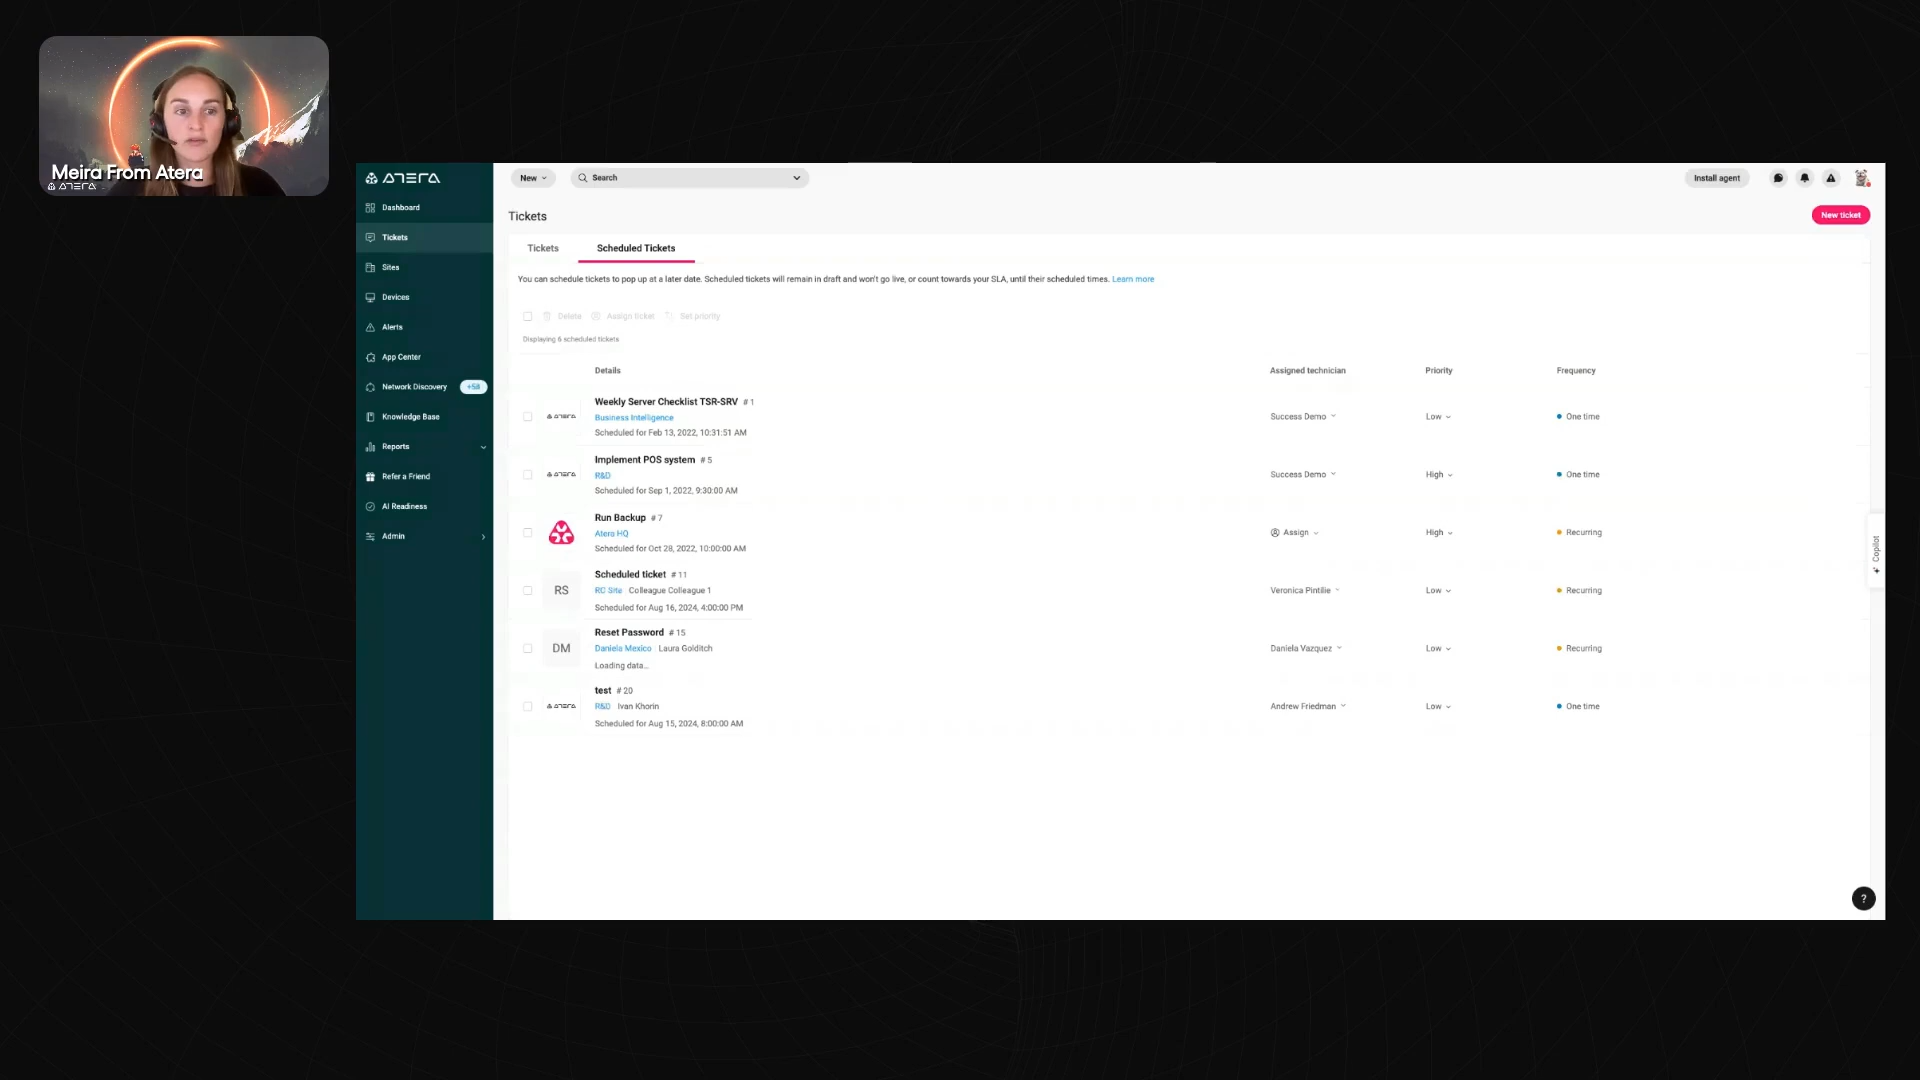 Meira From Atera
ATERA
ATERA
New
Search
Install agent
Dashboard
Tickets
Sites
Devices
Alerts
App Center
Network Discovery +58
Knowledge Base
Reports
Refer a Friend
AI Readiness
Admin
Tickets
New ticket
Tickets Scheduled Tickets
You can schedule tickets to pop up at a later date. Scheduled tickets will remain in draft and won't go live, or count towards your SLA, until their scheduled times. Learn more
Delete Assign ticket Set priority
Displaying 6 scheduled tickets
Details Assigned technician Priority Frequency
Weekly Server Checklist TSR-SRV # 1
ATERA Business Intelligence Success Demo Low One time
Scheduled for Feb 13, 2022, 10:31:51 AM
Implement POS system # 5
ATERA R&D Success Demo High One time
Scheduled for Sep 1, 2022, 9:30:00 AM
Run Backup # 7
Atera HQ Assign High Recurring
Scheduled for Oct 28, 2022, 10:00:00 AM
Scheduled ticket # 11
RS RC Site Colleague Colleague 1 Veronica Pintilie Low Recurring
Scheduled for Aug 16, 2024, 4:00:00 PM
Reset Password # 15
DM Daniela Mexico Laura Golditch Daniela Vazquez Low Recurring
Loading data...
test # 20
ATERA R&D Ivan Khorin Andrew Friedman Low One time
Scheduled for Aug 15, 2024, 8:00:00 AM
Copilot
?